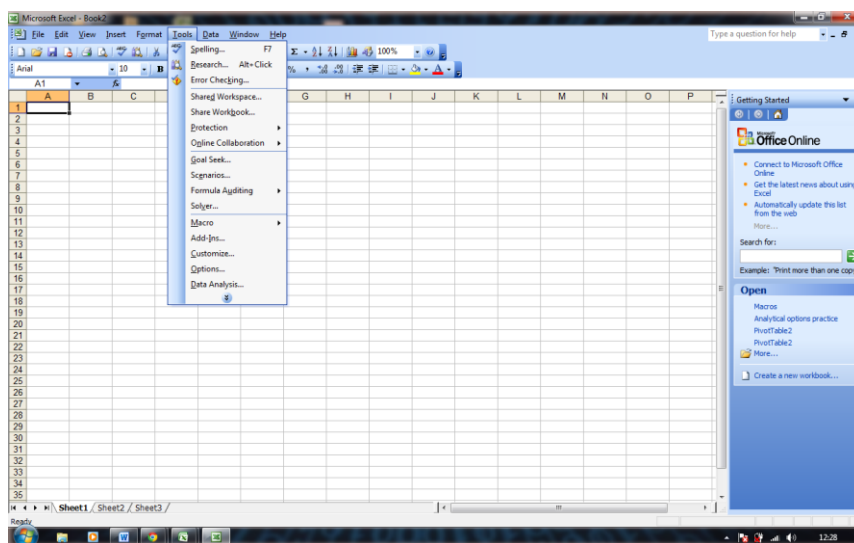 Microsoft Excel - Book2
File Edit View Insert Format Tools Data Window Help
Type a question for help
Spelling... F7
Research... Alt+Click
Error Checking...
Shared Workspace...
Share Workbook...
Protection
Online Collaboration
Goal Seek...
Scenarios...
Formula Auditing
Solver...
Macro
Add-Ins...
Customize...
Options...
Data Analysis...
100%
Arial 10 B
%
A1 fx
A B C G H I J K L M N O P
1
2
3
4
5
6
7
8
9
10
11
12
13
14
15
16
17
18
19
20
21
22
23
24
25
26
27
28
29
30
31
32
33
34
35
Getting Started
Microsoft
Office Online
Connect to Microsoft Office
Online
Get the latest news about using
Excel
Automatically update this list
from the web
More...
Search for:
Example: "Print more than one copy
Open
Macros
Analytical options practice
PivotTable2
PivotTable2
More...
Create a new workbook...
Sheet1 Sheet2 Sheet3
Ready
12:28